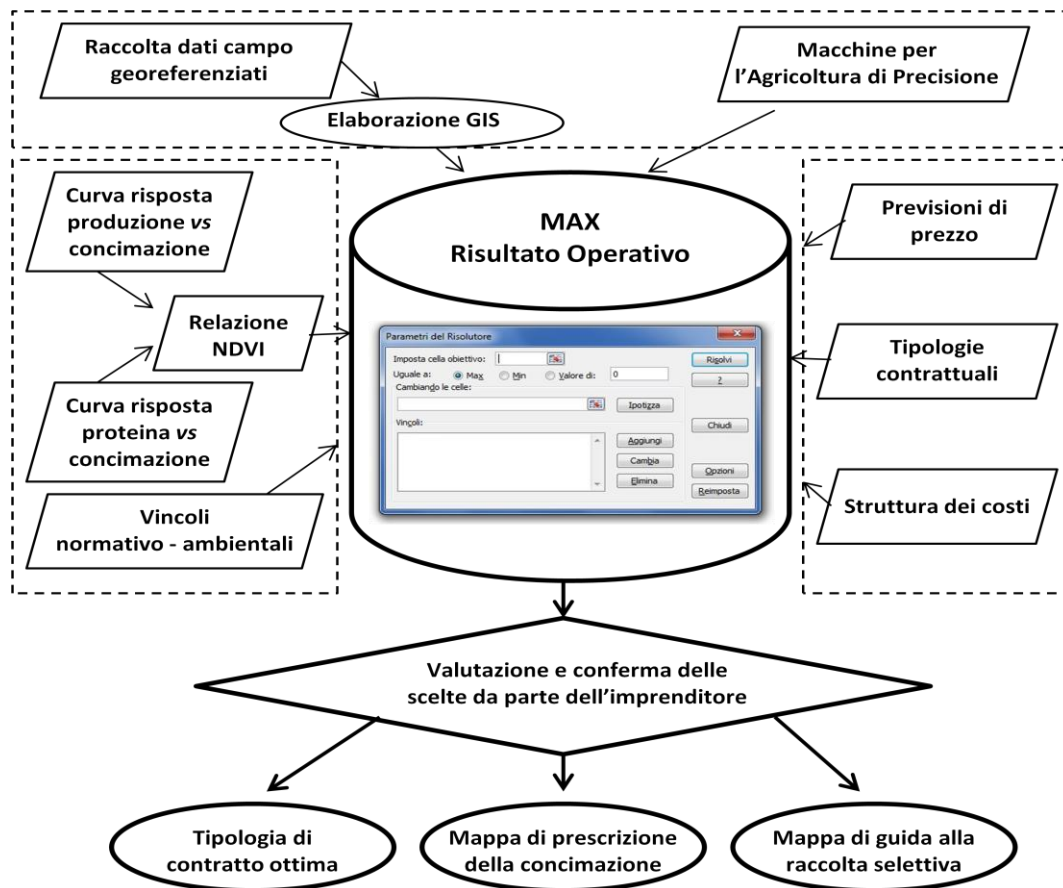 Raccolta dati campo
georeferenziati
Macchine per
l'Agricoltura di Precisione
Elaborazione GIS
Curva risposta
produzione vs
concimazione
Relazione
NDVI
Curva risposta
proteina vs
concimazione
Vincoli
normativo - ambientali
MAX
Risultato Operativo
Parametri del Risolutore
Imposta cella obiettivo:
Risolvi
Uguale a:
Max
Min
Valore di:
0
?
Cambiando le celle:
Ipotizza
Chiudi
Vincoli:
Aggiungi
Cambia
Elimina
Opzioni
Reimposta
Previsioni di
prezzo
Tipologie
contrattuali
Struttura dei costi
Valutazione e conferma delle
scelte da parte dell'imprenditore
Tipologia di
contratto ottima
Mappa di prescrizione
della concimazione
Mappa di guida alla
raccolta selettiva